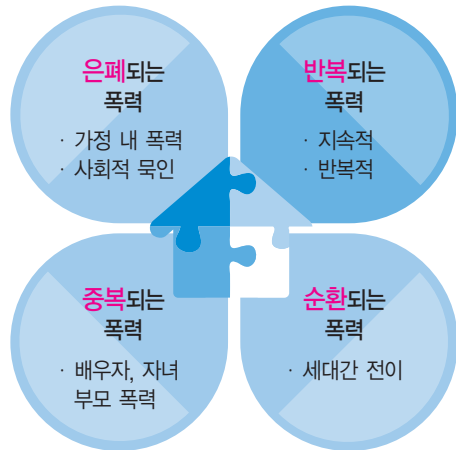 은폐되는
폭력
· 가정 내 폭력
· 사회적 묵인
반복되는
폭력
· 지속적
· 반복적
중복되는
폭력
· 배우자, 자녀
부모 폭력
순환되는
폭력
· 세대간 전이